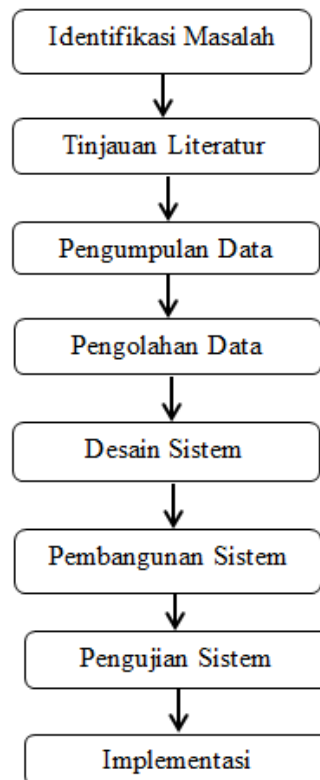 Identifikasi Masalah
Tinjauan Literatur
Pengumpulan Data
Pengolahan Data
Desain Sistem
Pembangunan Sistem
Pengujian Sistem
Implementasi